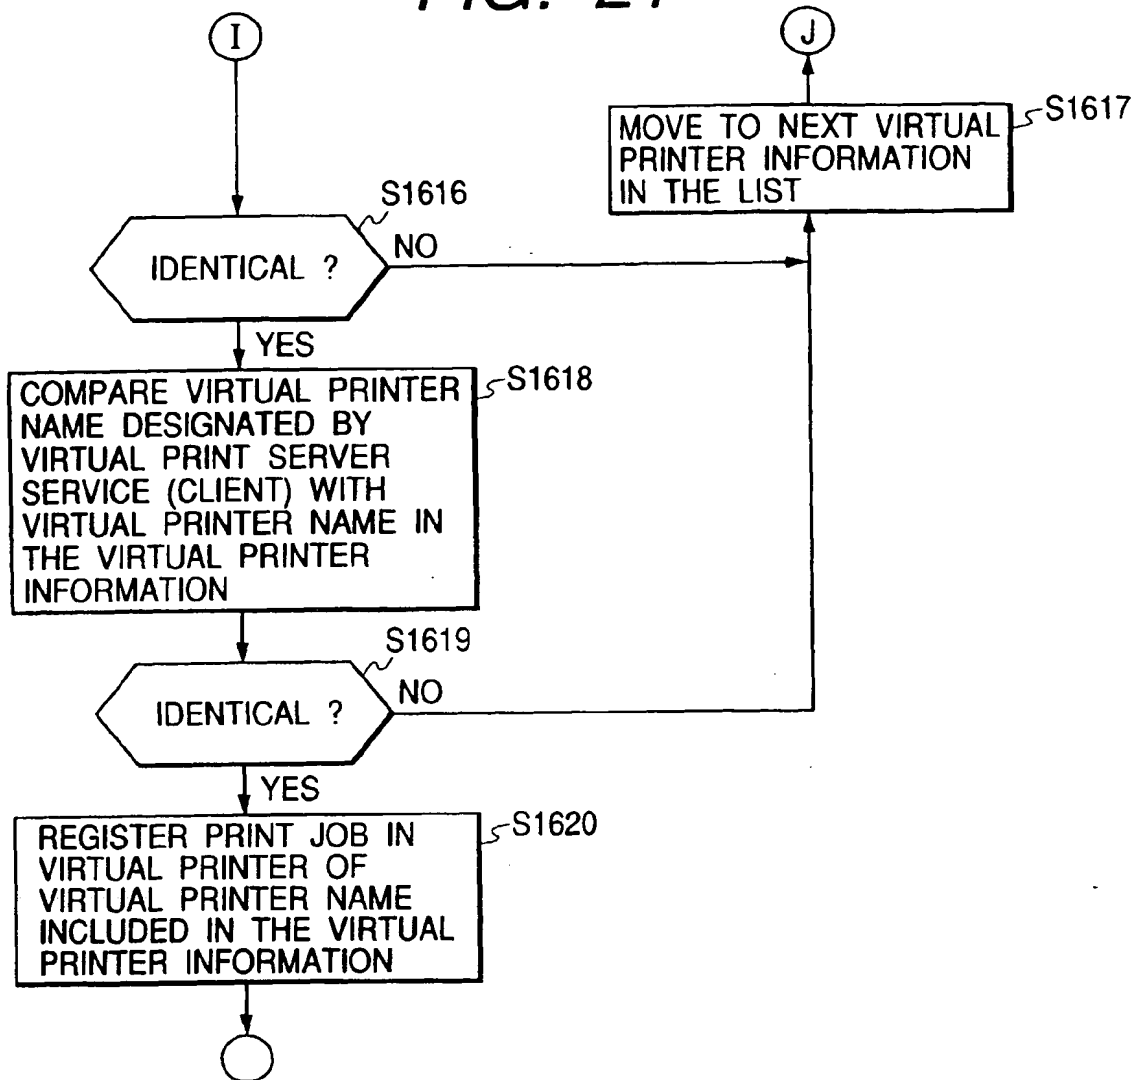 I
J
MOVE TO NEXT VIRTUAL
PRINTER INFORMATION
IN THE LIST
S1617
S1616
IDENTICAL ?
NO
YES
COMPARE VIRTUAL PRINTER
NAME DESIGNATED BY
VIRTUAL PRINT SERVER
SERVICE (CLIENT) WITH
VIRTUAL PRINTER NAME IN
THE VIRTUAL PRINTER
INFORMATION
S1618
S1619
IDENTICAL ?
NO
YES
REGISTER PRINT JOB IN
VIRTUAL PRINTER OF
VIRTUAL PRINTER NAME
INCLUDED IN THE VIRTUAL
PRINTER INFORMATION
S1620